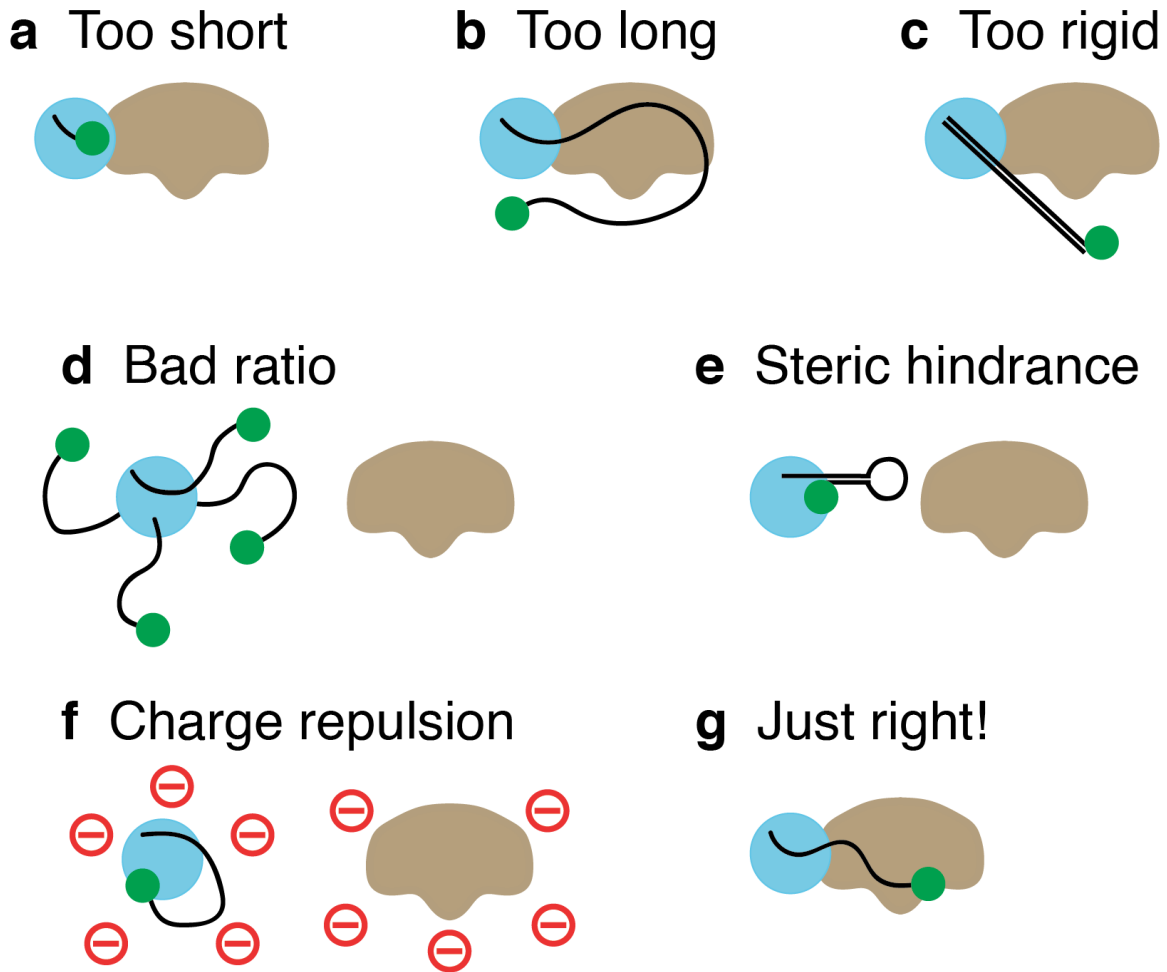 a Too short
b Too long
c Too rigid
d Bad ratio
e Steric hindrance
f Charge repulsion
g Just right!